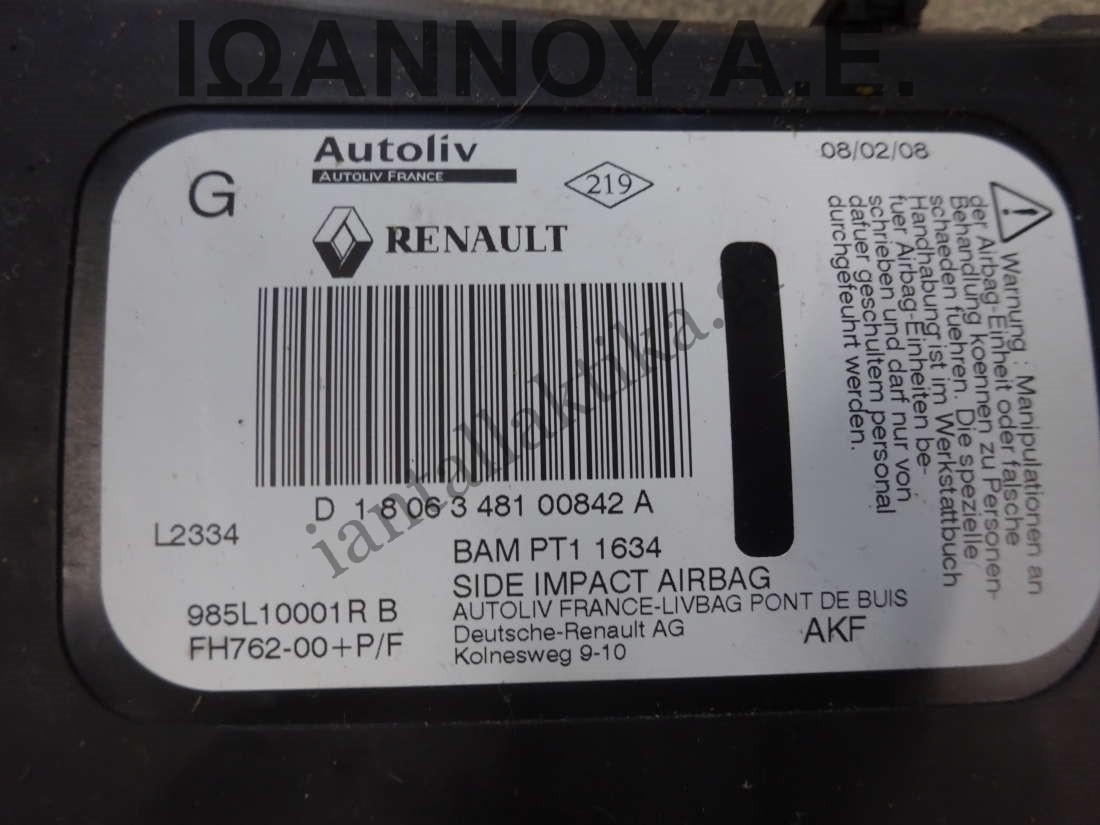 ΙΩΑΝΝΟΥ Α.Ε.
G
Autoliv
AUTOLIV FRANCE
219
08/02/08
RENAULT
D 1 8 06 3 481 00842 A
L2334
BAM PT1 1634
SIDE IMPACT AIRBAG
985L10001R B
AUTOLIV FRANCE-LIVBAG PONT DE BUIS
FH762-00+P/F
Deutsche-Renault AG
AKF
Kolnesweg 9-10
Warnung : Manipulationen an
der Airbag-Einheit oder falsche
Behandlung koennen zu Personen-
schaeden fuehren. Die spezielle
Handhabung ist im Werkstattbuch
fuer Airbag-Einheiten be-
schrieben und darf nur von
dafuer geschultem personal
durchgefeuhrt werden.
iantallaktika.gr